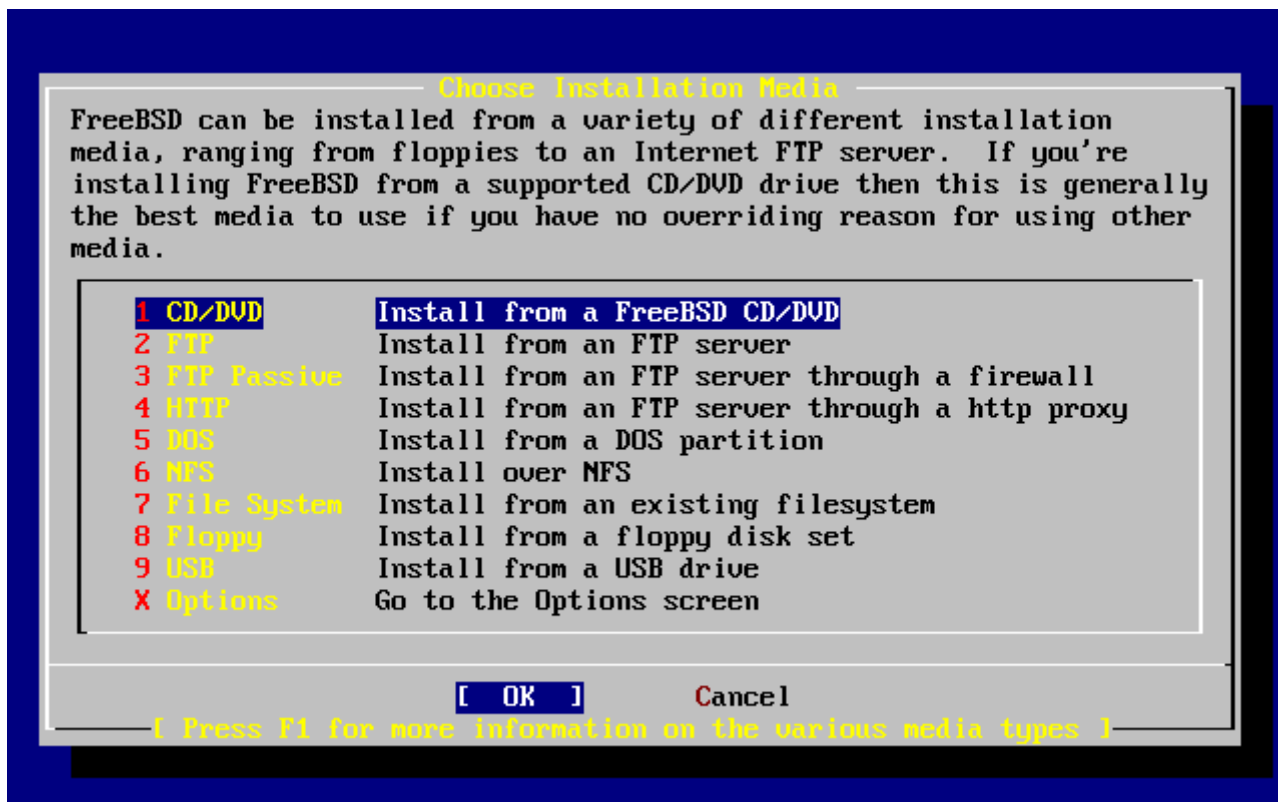 Choose Installation Media
FreeBSD can be installed from a variety of different installation
media, ranging from floppies to an Internet FTP server.  If you're
installing FreeBSD from a supported CD/DVD drive then this is generally
the best media to use if you have no overriding reason for using other
media.
1 CD/DVD Install from a FreeBSD CD/DVD
2 FTP Install from an FTP server
3 FTP Passive Install from an FTP server through a firewall
4 HTTP Install from an FTP server through a http proxy
5 DOS Install from a DOS partition
6 NFS Install over NFS
7 File System Install from an existing filesystem
8 Floppy Install from a floppy disk set
9 USB Install from a USB drive
X Options Go to the Options screen
[ OK ] Cancel
[ Press F1 for more information on the various media types ]